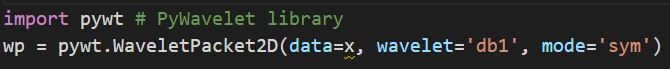 import pywt # PyWavelet library
wp = pywt.WaveletPacket2D(data=x, wavelet='db1', mode='sym')